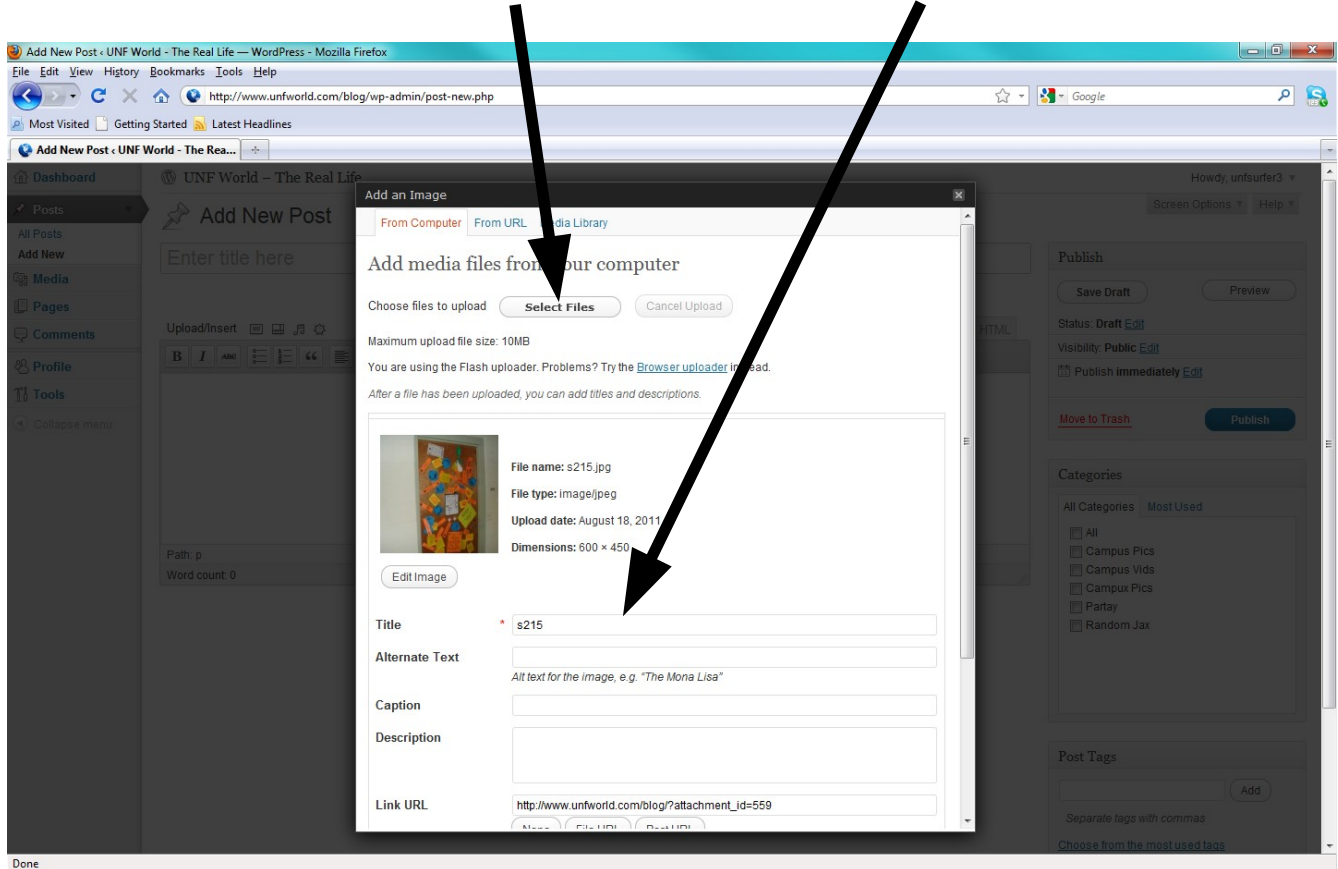 Add New Post ‹ UNF World - The Real Life — WordPress - Mozilla Firefox
File Edit View History Bookmarks Tools Help
http://www.unfworld.com/blog/wp-admin/post-new.php
Google
Most Visited Getting Started Latest Headlines
Add New Post ‹ UNF World - The Rea...
Dashboard
UNF World – The Real Life
Howdy, unfsurfer3
Posts
All Posts
Add New
Media
Pages
Comments
Profile
Tools
Collapse menu
Add New Post
Screen Options Help
Enter title here
Upload/Insert
HTML
B I ABC
Path: p
Word count: 0
Add an Image
From Computer From URL Library
Add media files computer
Choose files to upload Select Files Cancel Upload
Maximum upload file size: 10MB
You are using the Flash uploader. Problems? Try the Browser uploader
After a file has been uploaded, you can add titles and descriptions.
File name: s215.jpg
File type: image/jpeg
Upload date: August 18, 2011
Dimensions: 600 × 450
Edit Image
Title * s215
Alternate Text
Alt text for the image, e.g. “The Mona Lisa”
Caption
Description
Link URL http://www.unfworld.com/blog/?attachment_id=559
None File URL Post URL
Publish
Save Draft Preview
Status: Draft Edit
Visibility: Public Edit
Publish immediately Edit
Move to Trash Publish
Categories
All Categories Most Used
All
Campus Pics
Campus Vids
Campux Pics
Partay
Random Jax
Post Tags
Add
Separate tags with commas
Choose from the most used tags
Done